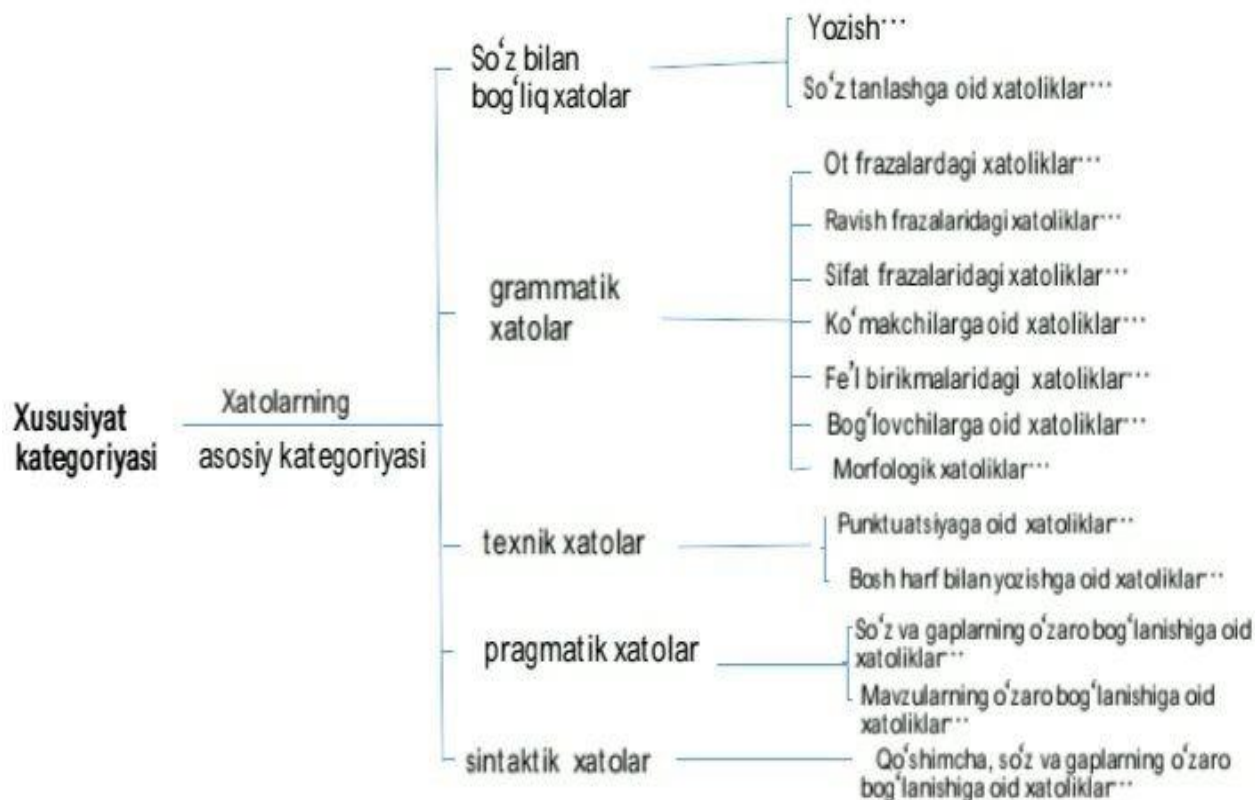 Xususiyat
kategoriyasi
Xatolarning
asosiy kategoriyasi
So‘z bilan
bog‘liq xatolar
Yozish…
So‘z tanlashga oid xatoliklar…
grammatik
xatolar
Ot frazalardagi xatoliklar…
Ravish frazalaridagi xatoliklar…
Sifat frazalaridagi xatoliklar…
Ko‘makchilarga oid xatoliklar…
Fe’l birikmalaridagi xatoliklar…
Bog‘lovchilarga oid xatoliklar…
Morfologik xatoliklar…
texnik xatolar
Punktuatsiyaga oid xatoliklar…
Bosh harf bilan yozishga oid xatoliklar…
pragmatik xatolar
So‘z va gaplarning o‘zaro bog‘lanishiga oid
xatoliklar…
Mavzularning o‘zaro bog‘lanishiga oid
xatoliklar…
sintaktik xatolar
Qo‘shimcha, so‘z va gaplarning o‘zaro
bog‘lanishiga oid xatoliklar…